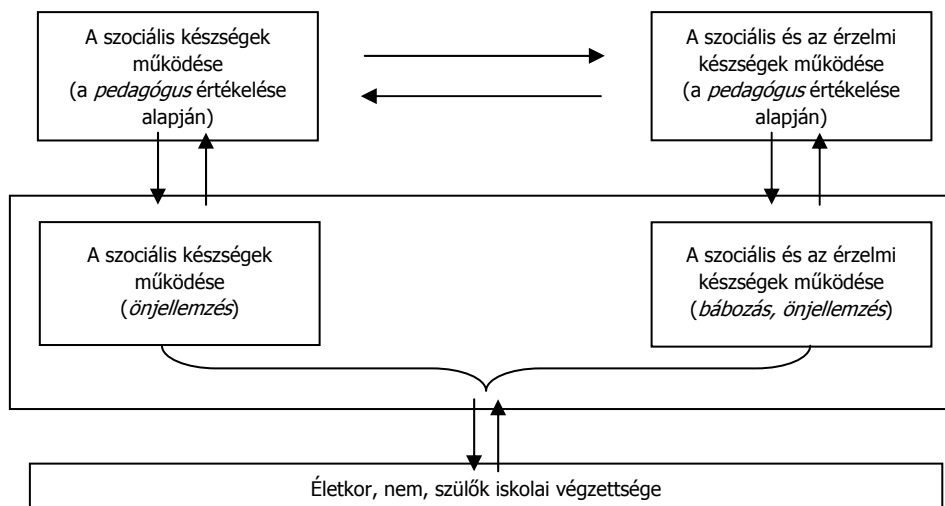 A szociális készségek
működése
(a pedagógus értékelése
alapján)
A szociális és az érzelmi
készségek működése
(a pedagógus értékelése
alapján)
A szociális készségek
működése
(önjellemzés)
A szociális és az érzelmi
készségek működése
(bábozás, önjellemzés)
Életkor, nem, szülők iskolai végzettsége